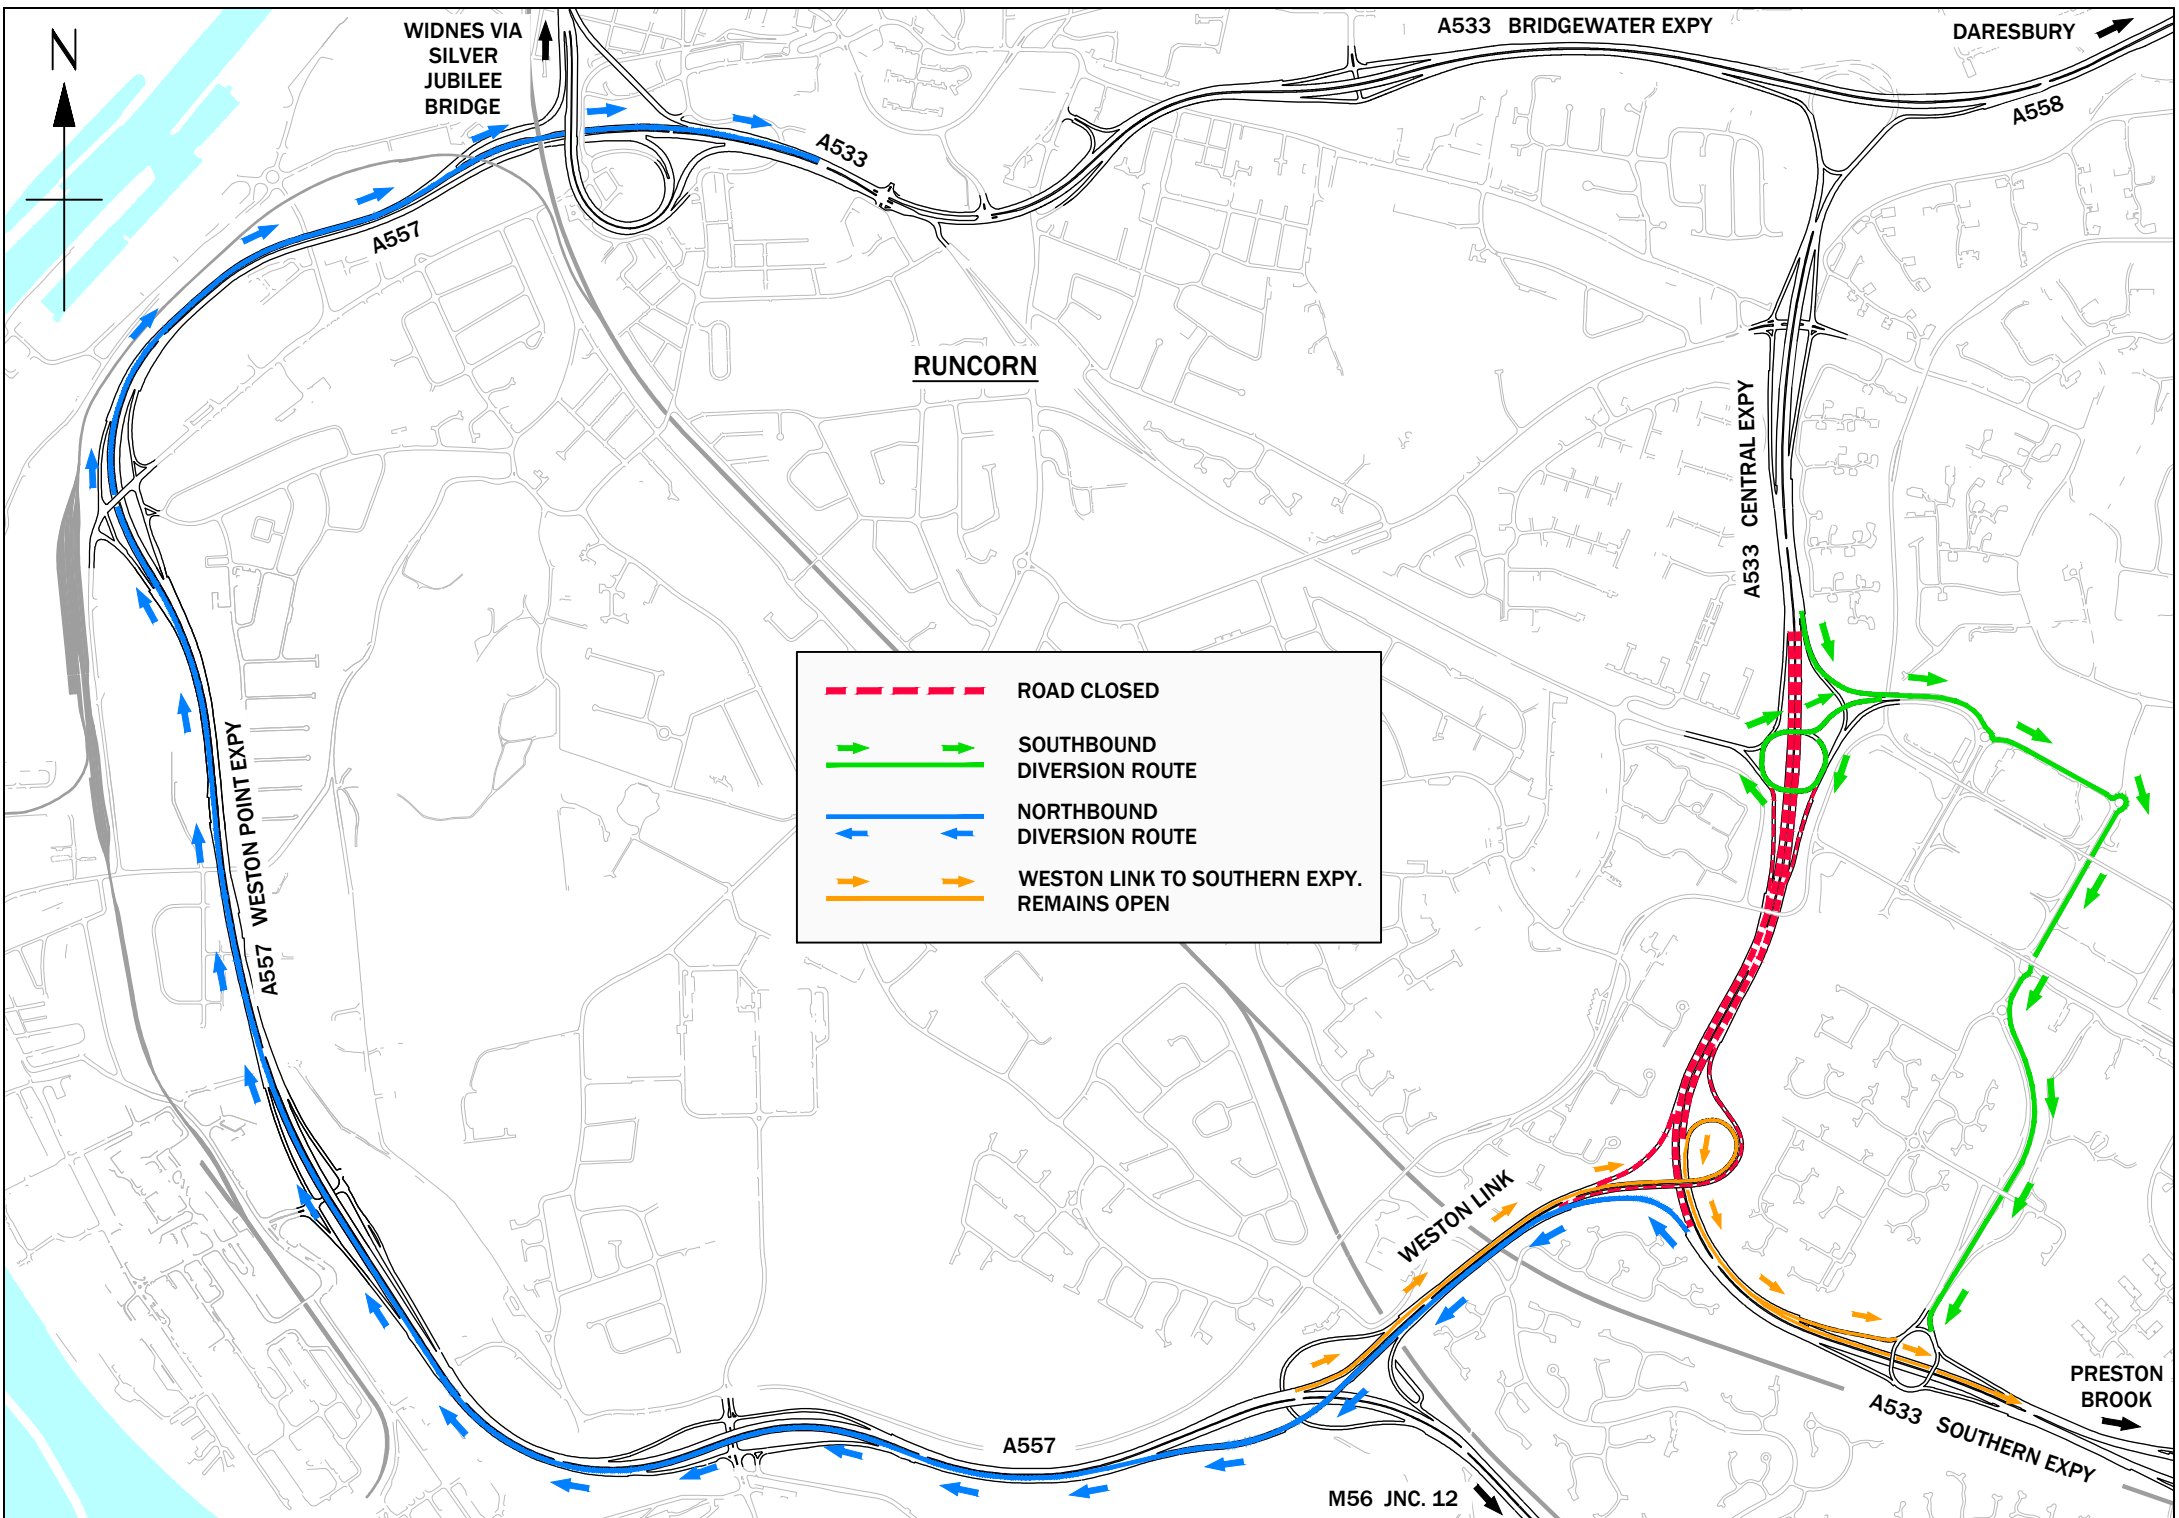 N
WIDNES VIA
SILVER
JUBILEE
BRIDGE
A533 BRIDGEWATER EXPY
DARESBURY
A558
A533
A557
RUNCORN
A533 CENTRAL EXPY
ROAD CLOSED
SOUTHBOUND
DIVERSION ROUTE
NORTHBOUND
DIVERSION ROUTE
WESTON LINK TO SOUTHERN EXPY.
REMAINS OPEN
A557 WESTON POINT EXPY
WESTON LINK
PRESTON
BROOK
A533 SOUTHERN EXPY
A557
M56 JNC. 12